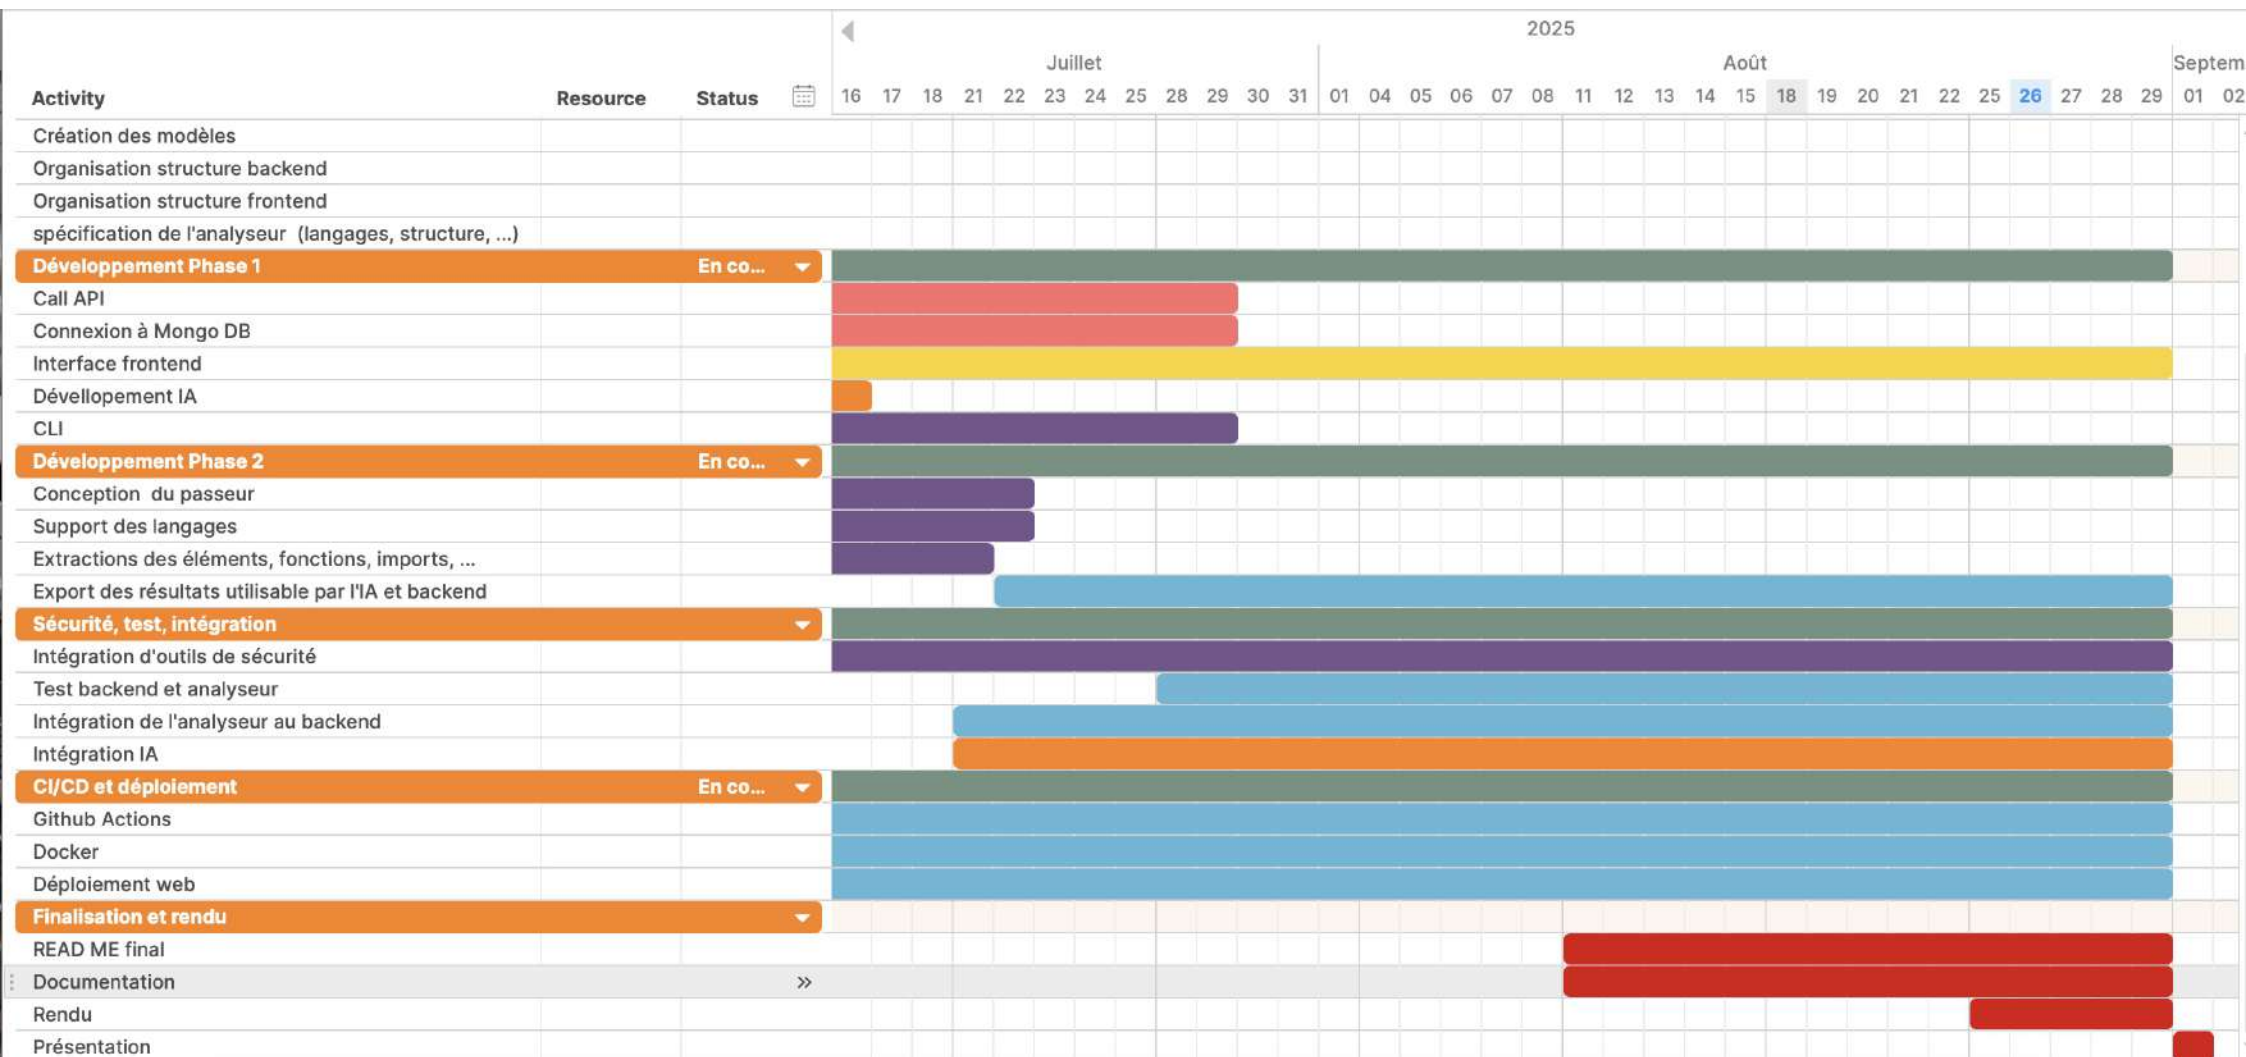 2025
Juillet Août Septem
Activity Resource Status 16 17 18 21 22 23 24 25 28 29 30 31 01 04 05 06 07 08 11 12 13 14 15 18 19 20 21 22 25 26 27 28 29 01 02
Création des modèles
Organisation structure backend
Organisation structure frontend
spécification de l'analyseur (langages, structure, ...)
Développement Phase 1 En co...
Call API
Connexion à Mongo DB
Interface frontend
Dévellopement IA
CLI
Développement Phase 2 En co...
Conception du passeur
Support des langages
Extractions des éléments, fonctions, imports, ...
Export des résultats utilisable par l'IA et backend
Sécurité, test, intégration
Intégration d'outils de sécurité
Test backend et analyseur
Intégration de l'analyseur au backend
Intégration IA
CI/CD et déploiement En co...
Github Actions
Docker
Déploiement web
Finalisation et rendu
READ ME final
Documentation »
Rendu
Présentation